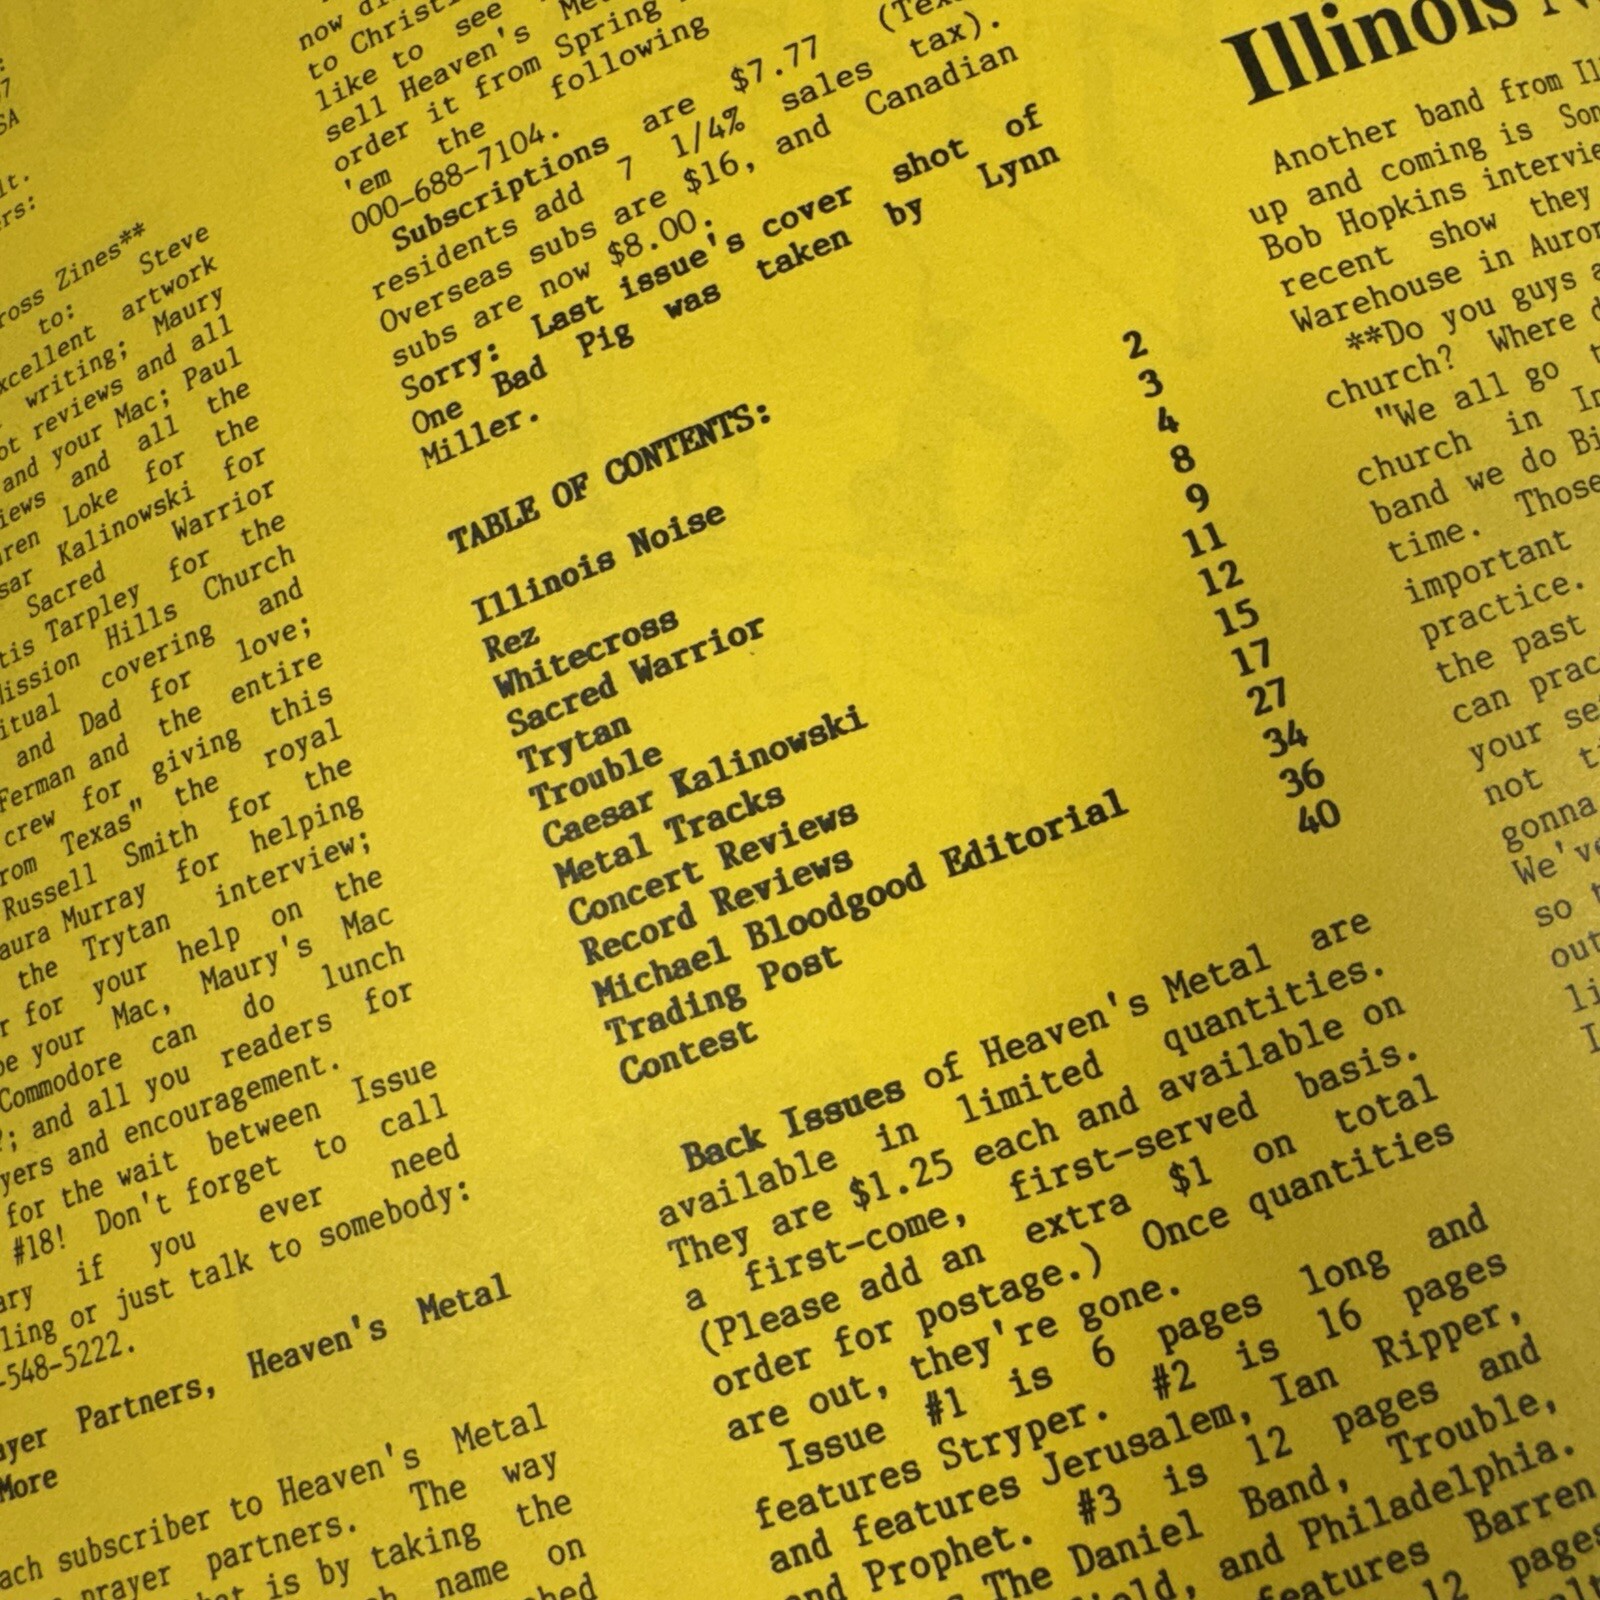 now
to Christi
like to see
sell Heaven's
order it from Spring
'em the following
000-688-7104.
Subscriptions are $7.77
residents add 7 1/4% sales tax).
Overseas subs are $16, and Canadian
subs are now $8.00.
Sorry: Last issue's cover shot of
One Bad Pig was taken by Lynn
Miller.
TABLE OF CONTENTS:
Illinois Noise 2
Rez 3
Whitecross 4
Sacred Warrior 8
Trytan 9
Trouble 11
Caesar Kalinowski 12
Metal Tracks 15
Concert Reviews 17
Record Reviews 27
Michael Bloodgood Editorial 34
Trading Post 36
Contest 40
Back Issues of Heaven's Metal are
available in limited quantities.
They are $1.25 each and available on
a first-come, first-served basis.
(Please add an extra $1 on total
order for postage.) Once quantities
are out, they're gone.
Issue #1 is 6 pages long and
features Stryper. #2 is 16 pages
and features Jerusalem, Ian Ripper,
and Prophet. #3 is 12 pages and
The Daniel Band, Trouble,
and Philadelphia.
features Barren
12 pages
ross Zines**
to: Steve
xcellent artwork
writing; Maury
ot reviews and all
and your Mac; Paul
iews and all the
ren Loke for the
sar Kalinowski for
Sacred Warrior
tis Tarpley for the
ission Hills Church
itual covering and
and Dad for love;
Ferman and the entire
crew for giving this
rom Texas" the royal
Russell Smith for the
aura Murray for helping
the Trytan interview;
r for your help on the
be your Mac, Maury's Mac
Commodore can do lunch
?; and all you readers for
yers and encouragement.
for the wait between Issue
#18! Don't forget to call
ary if you ever need
ling or just talk to somebody:
-548-5222.
ayer Partners, Heaven's Metal
More
ach subscriber to Heaven's Metal
prayer partners. The way
is by taking the
name on
Illinois
Another band from Il
up and coming is
Bob Hopkins intervie
recent show they
Warehouse in Auror
**Do you guys a
church? Where
"We all go
church in
band we do Bi
time. Those
important
practice.
the past
can prac
your se
not
gonna
We've
so
out